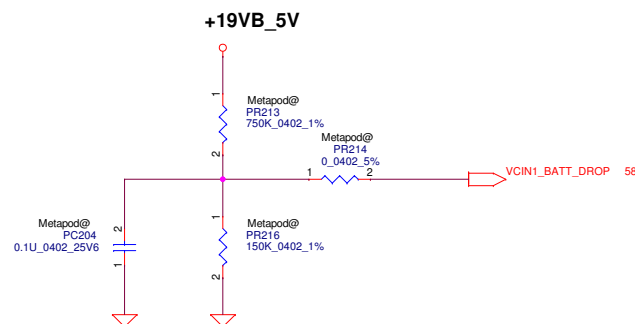 +19VB_5V
1
Metapod@
PR213
750K_0402_1%
2
Metapod@
PR214
0_0402_5%
1
2
VCIN1_BATT_DROP 58
Metapod@
PC204
0.1U_0402_25V6
2
1
1
Metapod@
PR216
150K_0402_1%
2